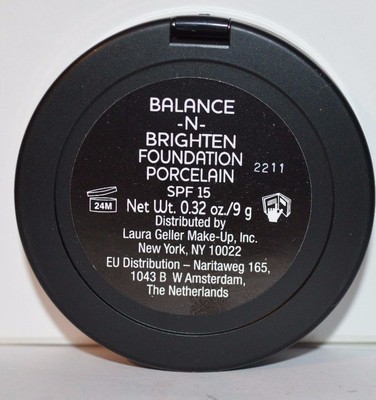 BALANCE
-N-
BRIGHTEN
FOUNDATION
PORCELAIN
2211
SPF 15
24M
Net Wt. 0.32 oz./9 g
Distributed by
Laura Geller Make-Up, Inc.
New York, NY 10022
EU Distribution – Naritaweg 165,
1043 B W Amsterdam,
The Netherlands